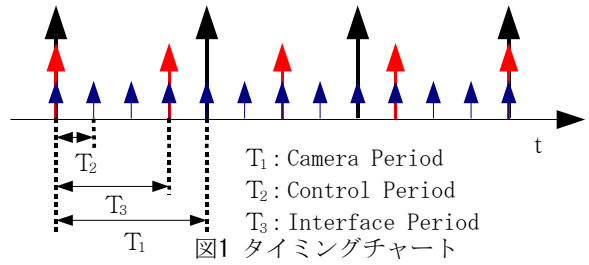 t
T₂
T₃
T₁
T₁ : Camera Period
T₂ : Control Period
T₃ : Interface Period
図1 タイミングチャート